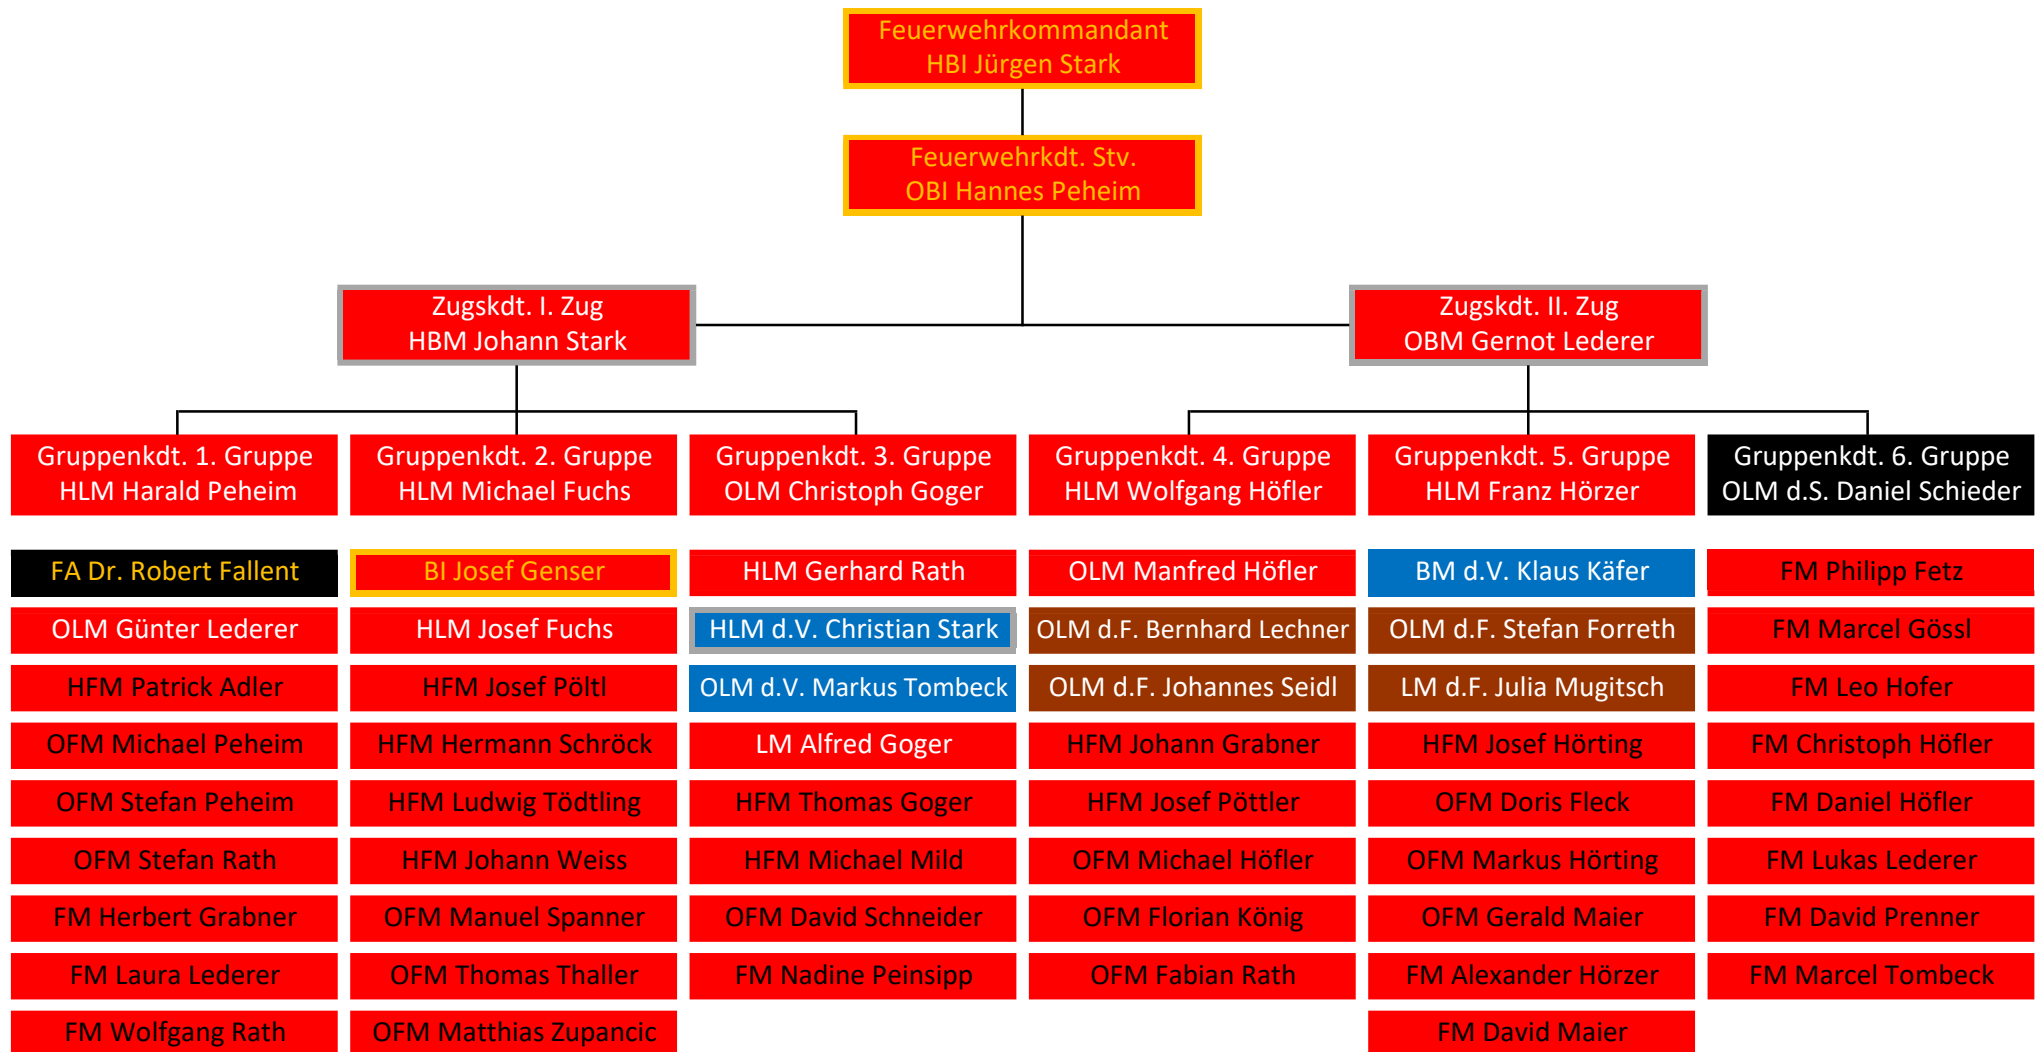 Feuerwehrkommandant
HBI Jürgen Stark
Feuerwehrkdt. Stv.
OBI Hannes Peheim
Zugskdt. I. Zug
HBM Johann Stark
Zugskdt. II. Zug
OBM Gernot Lederer
Gruppenkdt. 1. Gruppe
HLM Harald Peheim
Gruppenkdt. 2. Gruppe
HLM Michael Fuchs
Gruppenkdt. 3. Gruppe
OLM Christoph Goger
Gruppenkdt. 4. Gruppe
HLM Wolfgang Höfler
Gruppenkdt. 5. Gruppe
HLM Franz Hörzer
Gruppenkdt. 6. Gruppe
OLM d.S. Daniel Schieder
FA Dr. Robert Fallent
OLM Günter Lederer
HFM Patrick Adler
OFM Michael Peheim
OFM Stefan Peheim
OFM Stefan Rath
FM Herbert Grabner
FM Laura Lederer
FM Wolfgang Rath
BI Josef Genser
HLM Josef Fuchs
HFM Josef Pöltl
HFM Hermann Schröck
HFM Ludwig Tödtling
HFM Johann Weiss
OFM Manuel Spanner
OFM Thomas Thaller
OFM Matthias Zupancic
HLM Gerhard Rath
HLM d.V. Christian Stark
OLM d.V. Markus Tombeck
LM Alfred Goger
HFM Thomas Goger
HFM Michael Mild
OFM David Schneider
FM Nadine Peinsipp
OLM Manfred Höfler
OLM d.F. Bernhard Lechner
OLM d.F. Johannes Seidl
HFM Johann Grabner
HFM Josef Pöttler
OFM Michael Höfler
OFM Florian König
OFM Fabian Rath
BM d.V. Klaus Käfer
OLM d.F. Stefan Forreth
LM d.F. Julia Mugitsch
HFM Josef Hörting
OFM Doris Fleck
OFM Markus Hörting
OFM Gerald Maier
FM Alexander Hörzer
FM David Maier
FM Philipp Fetz
FM Marcel Gössl
FM Leo Hofer
FM Christoph Höfler
FM Daniel Höfler
FM Lukas Lederer
FM David Prenner
FM Marcel Tombeck